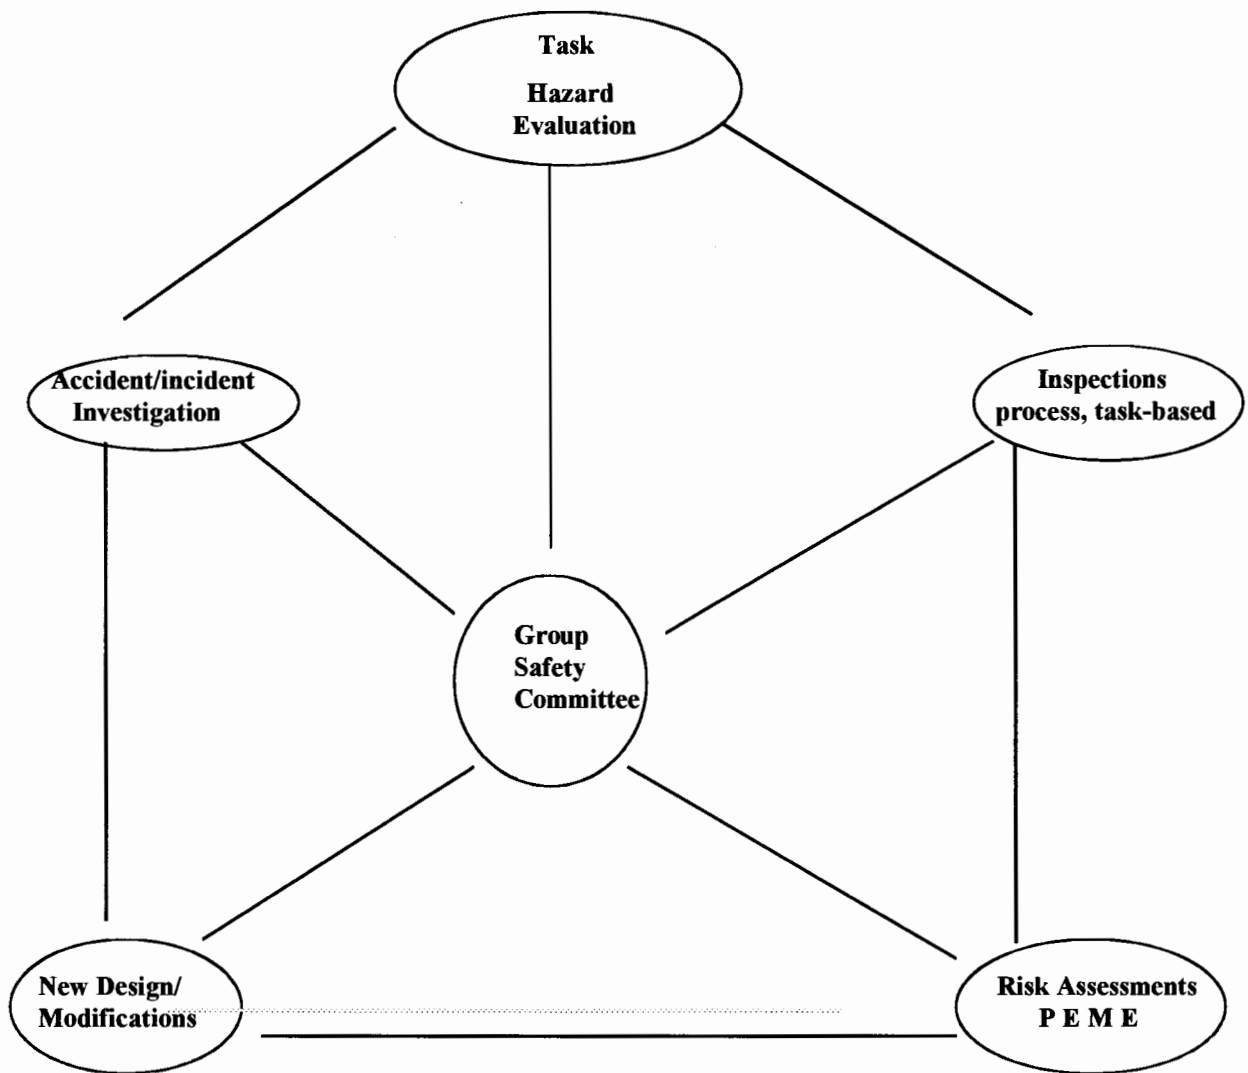 Task
Hazard
Evaluation
Accident/incident
Investigation
Inspections
process, task-based
Group
Safety
Committee
New Design/
Modifications
Risk Assessments
P E M E